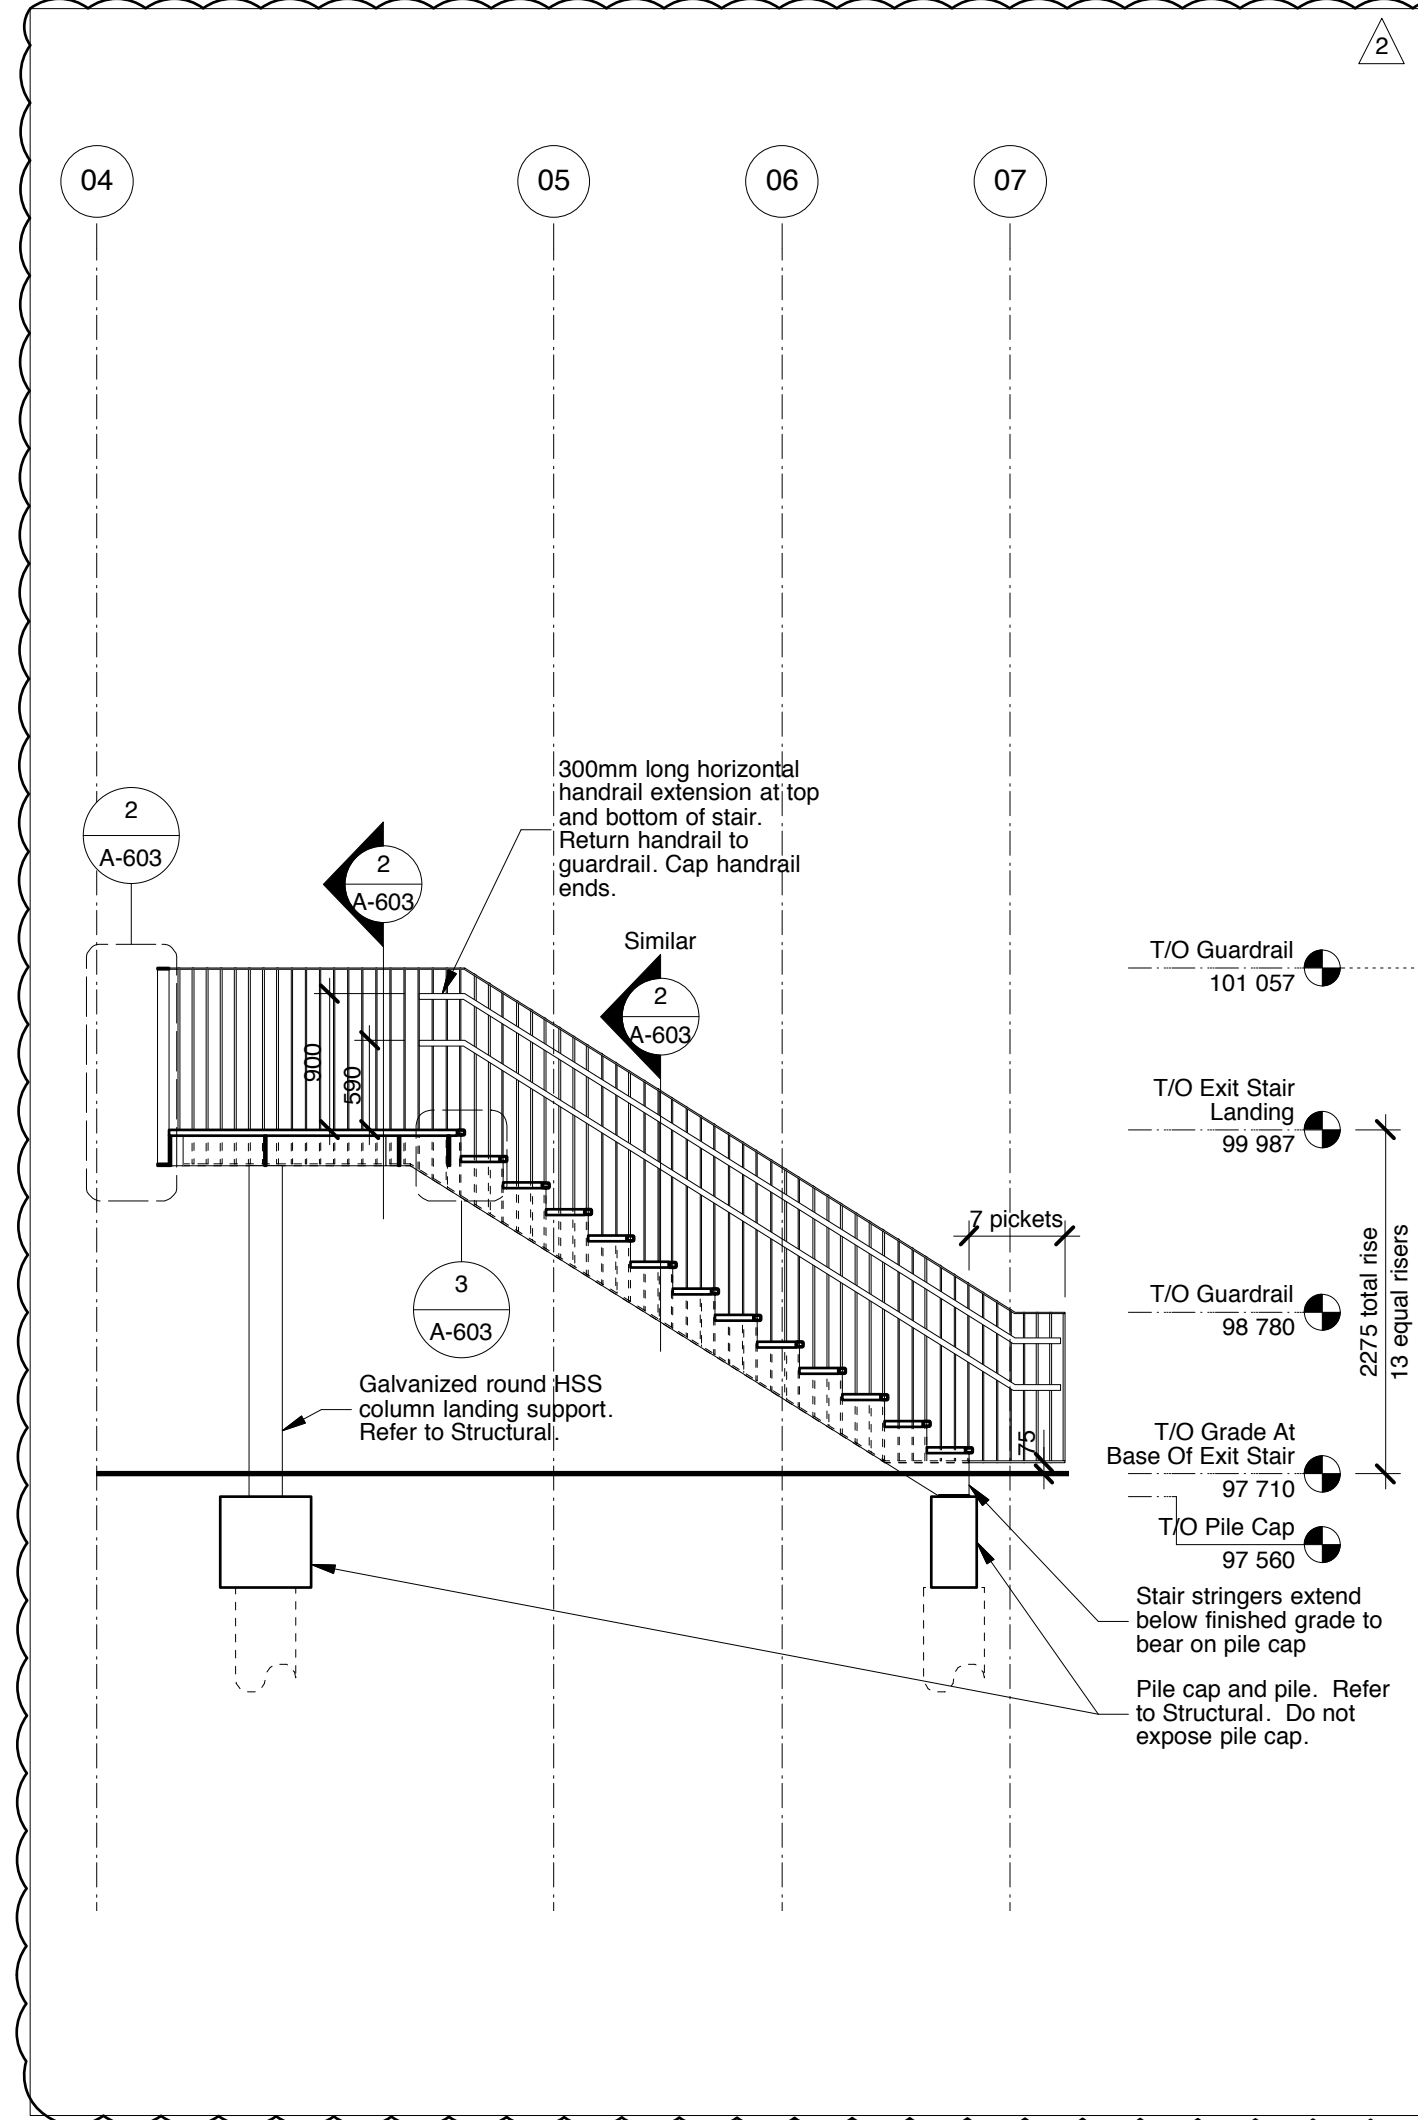 2
04
05
06
07
300mm long horizontal
handrail extension at top
and bottom of stair.
Return handrail to
guardrail. Cap handrail
ends.
2
A-603
2
A-603
Similar
2
A-603
T/O Guardrail
101 057
900
590
T/O Exit Stair
Landing
99 987
7 pickets
3
A-603
T/O Guardrail
98 780
2275 total rise
13 equal risers
Galvanized round HSS
column landing support.
Refer to Structural.
75
T/O Grade At
Base Of Exit Stair
97 710
T/O Pile Cap
97 560
Stair stringers extend
below finished grade to
bear on pile cap
Pile cap and pile. Refer
to Structural. Do not
expose pile cap.